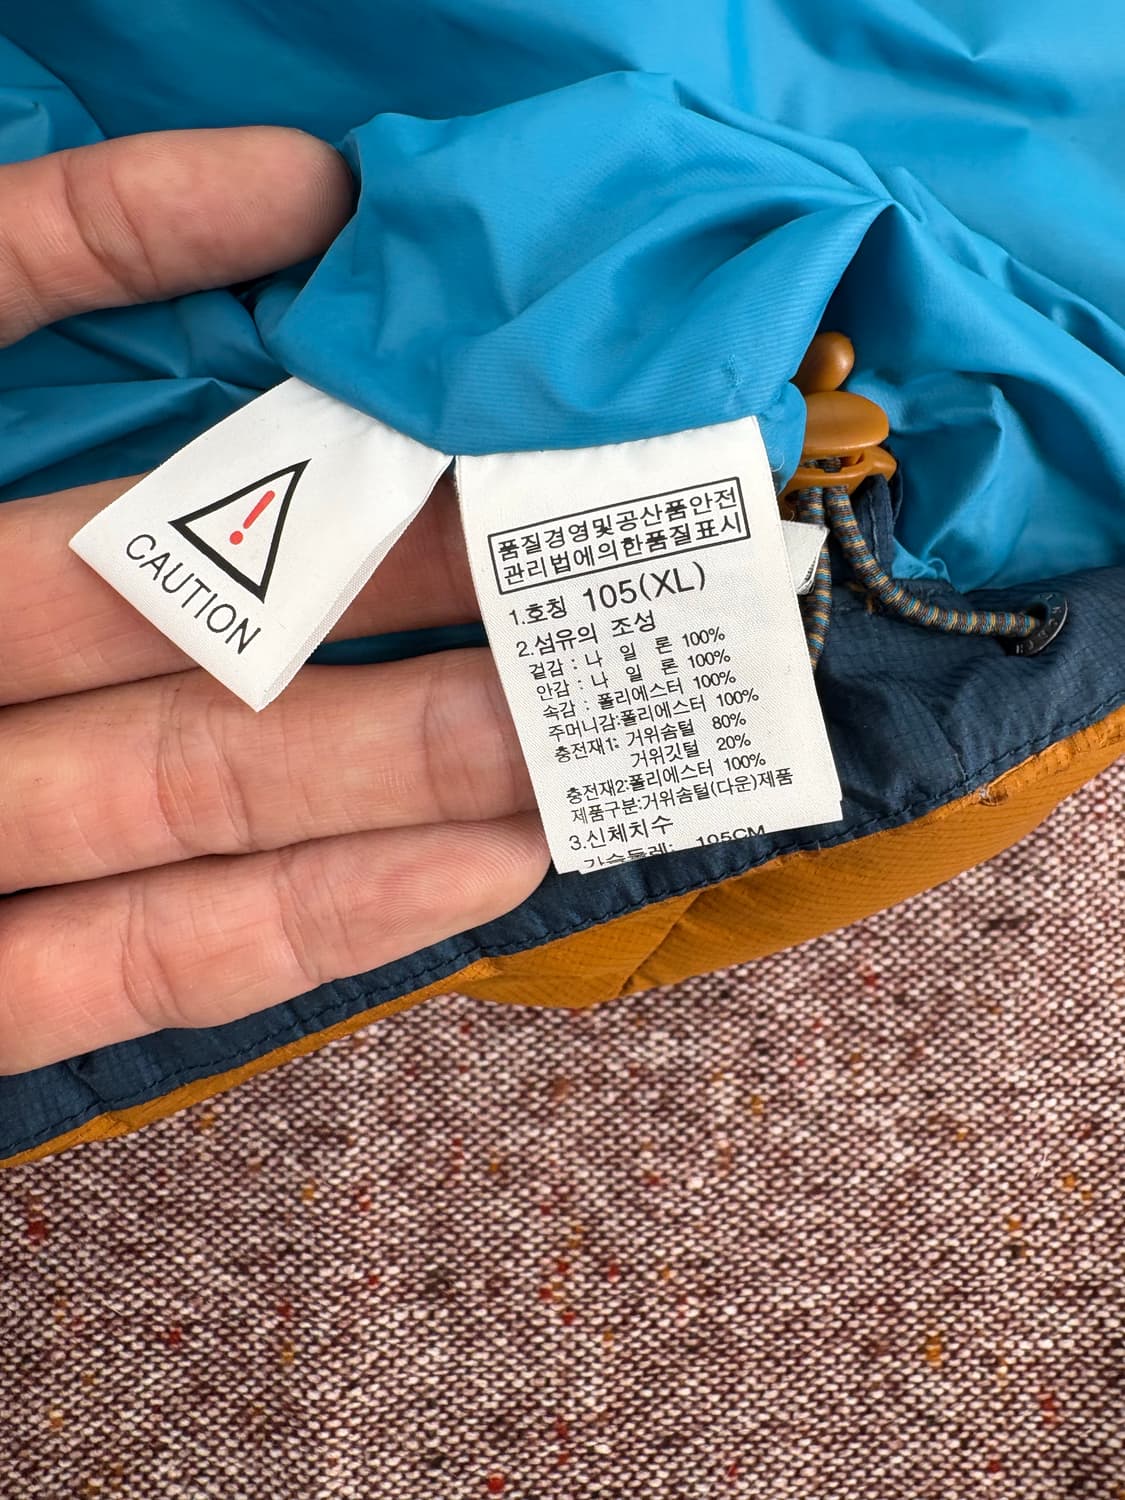 CAUTION
품질경영및공산품안전
관리법에의한품질표시
1.호칭 105(XL)
2.섬유의 조성
겉감 : 나 일 론 100%
안감 : 나 일 론 100%
속감 : 폴리에스터 100%
주머니감:폴리에스터 100%
충전재1: 거위솜털 80%
거위깃털 20%
충전재2:폴리에스터 100%
제품구분:거위솜털(다운)제품
3.신체치수
가슴둘레: 105CM